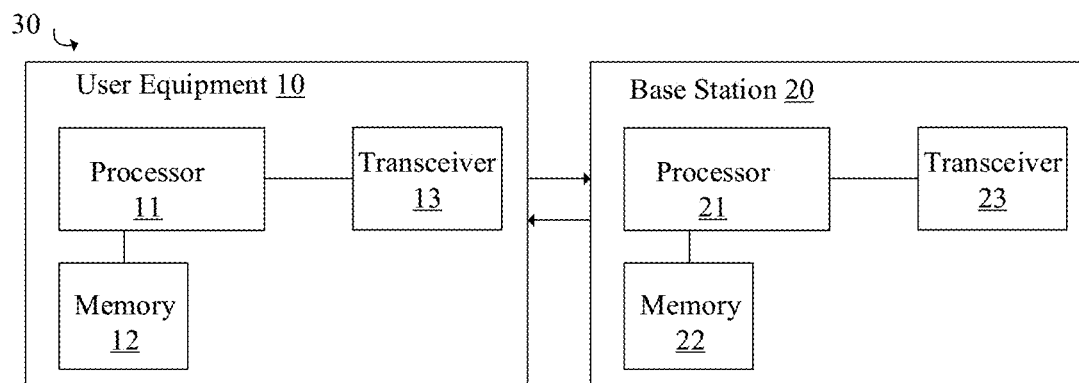 30
User Equipment 10
Processor
11
Transceiver
13
Memory
12
Base Station 20
Processor
21
Transceiver
23
Memory
22